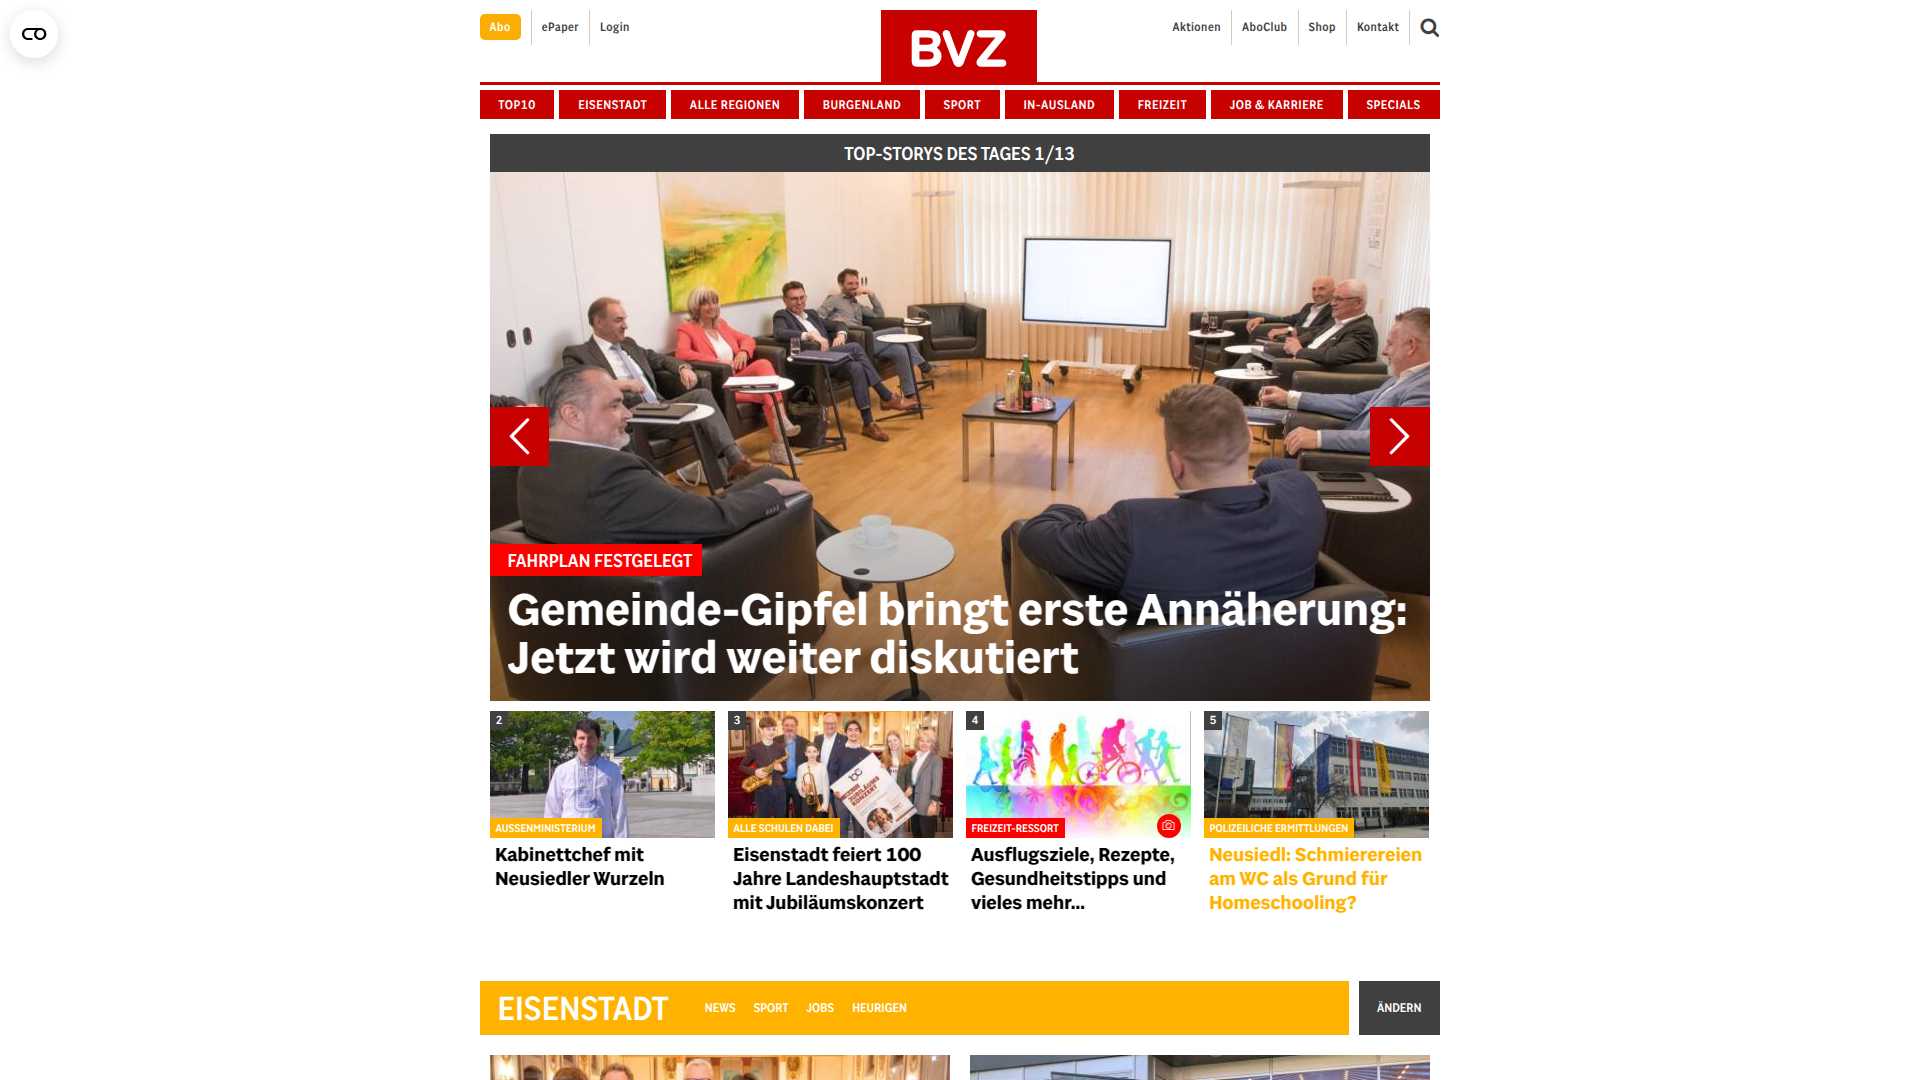 Abo
ePaper
Login
BVZ
Aktionen
AboClub
Shop
Kontakt
TOP10
EISENSTADT
ALLE REGIONEN
BURGENLAND
SPORT
IN-AUSLAND
FREIZEIT
JOB & KARRIERE
SPECIALS
TOP-STORYS DES TAGES 1/13
FAHRPLAN FESTGELEGT
Gemeinde-Gipfel bringt erste Annäherung:
Jetzt wird weiter diskutiert
2
AUSSENMINISTERIUM
Kabinettchef mit
Neusiedler Wurzeln
3
JUBILÄUMS
KONZERT
ALLE SCHULEN DABEI
Eisenstadt feiert 100
Jahre Landeshauptstadt
mit Jubiläumskonzert
4
FREIZEIT-RESSORT
Ausflugsziele, Rezepte,
Gesundheitstipps und
vieles mehr...
5
POLIZEILICHE ERMITTLUNGEN
Neusiedl: Schmierereien
am WC als Grund für
Homeschooling?
EISENSTADT
NEWS
SPORT
JOBS
HEURIGEN
ÄNDERN